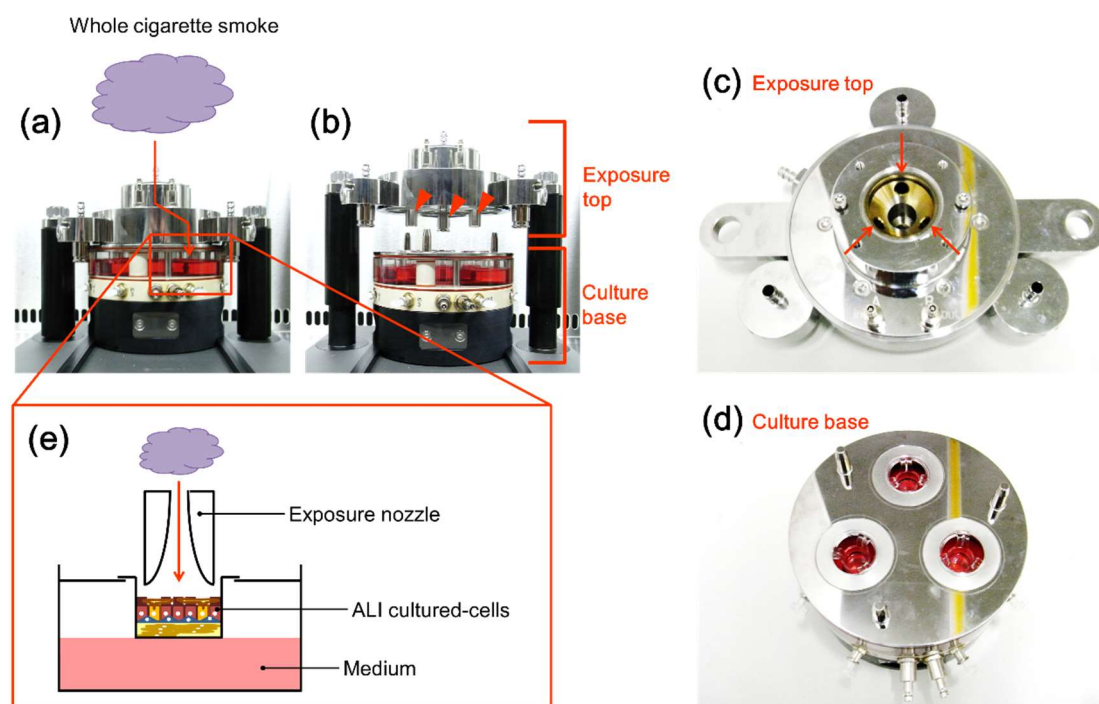 Whole cigarette smoke
(a)
(b)
Exposure
top
Culture
base
(c) Exposure top
(d) Culture base
(e)
Exposure nozzle
ALI cultured-cells
Medium